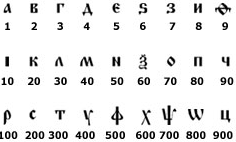 а в г д є ѕ з и ѳ
1 2 3 4 5 6 7 8 9
і к л м н ѯ о п ч
10 20 30 40 50 60 70 80 90
р с т у ф х ѱ ѡ ц
100 200 300 400 500 600 700 800 900